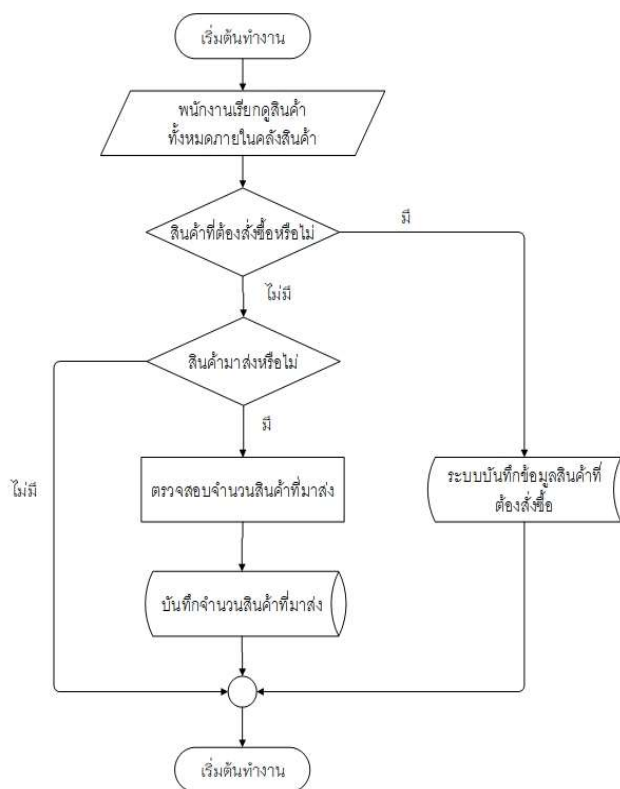 เริ่มต้นทำงาน
พนักงานเรียกดูสินค้า
ทั้งหมดภายในคลังสินค้า
สินค้าที่ต้องสั่งซื้อหรือไม่
มี
ไม่มี
สินค้ามาส่งหรือไม่
มี
ไม่มี
ตรวจสอบจำนวนสินค้าที่มาส่ง
ระบบบันทึกข้อมูลสินค้าที่
ต้องสั่งซื้อ
บันทึกจำนวนสินค้าที่มาส่ง
เริ่มต้นทำงาน